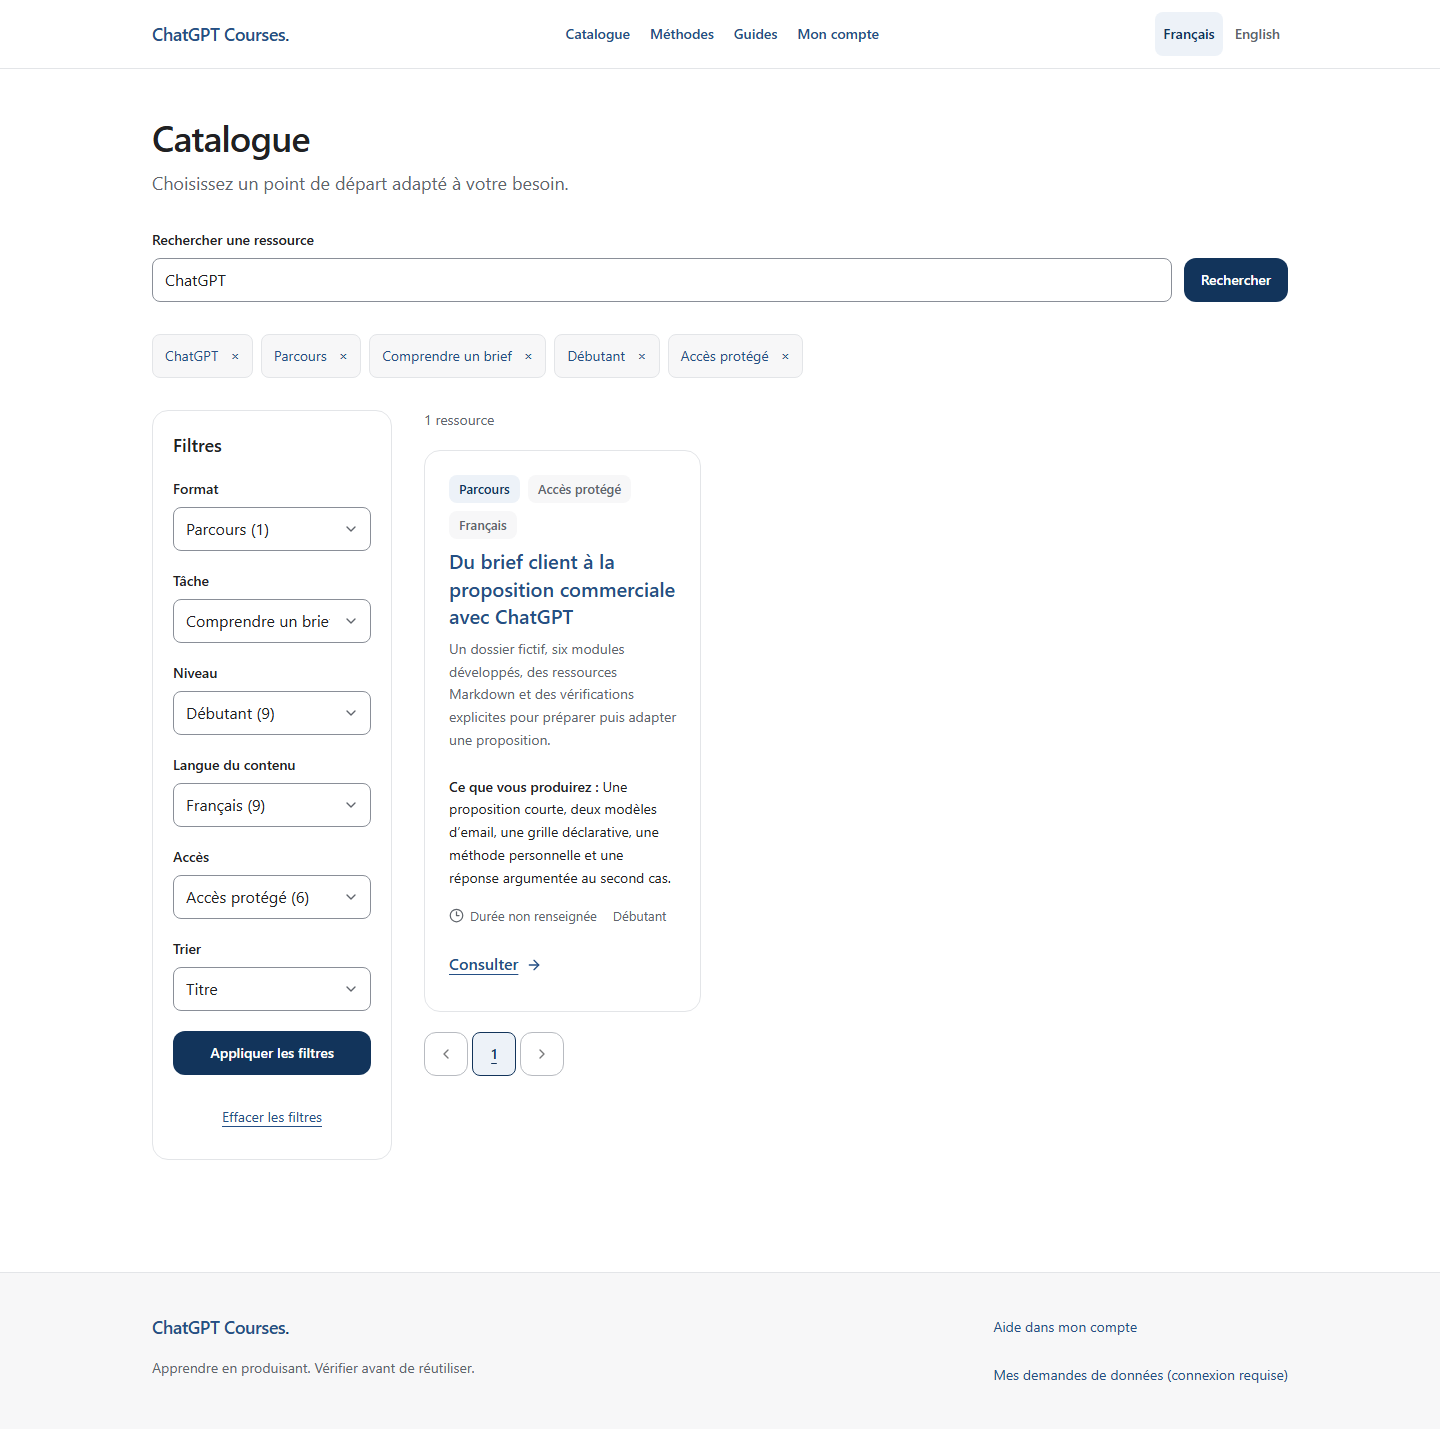 ChatGPT Courses.
Catalogue
Méthodes
Guides
Mon compte
Français
English
Catalogue
Choisissez un point de départ adapté à votre besoin.
Rechercher une ressource
ChatGPT
Rechercher
ChatGPT ×
Parcours ×
Comprendre un brief ×
Débutant ×
Accès protégé ×
Filtres
Format
Parcours (1)
Tâche
Comprendre un brie
Niveau
Débutant (9)
Langue du contenu
Français (9)
Accès
Accès protégé (6)
Trier
Titre
Appliquer les filtres
Effacer les filtres
1 ressource
Parcours
Accès protégé
Français
Du brief client à la
proposition commerciale
avec ChatGPT
Un dossier fictif, six modules
développés, des ressources
Markdown et des vérifications
explicites pour préparer puis adapter
une proposition.
Ce que vous produirez : Une
proposition courte, deux modèles
d’email, une grille déclarative, une
méthode personnelle et une
réponse argumentée au second cas.
Durée non renseignée
Débutant
Consulter →
1
ChatGPT Courses.
Apprendre en produisant. Vérifier avant de réutiliser.
Aide dans mon compte
Mes demandes de données (connexion requise)